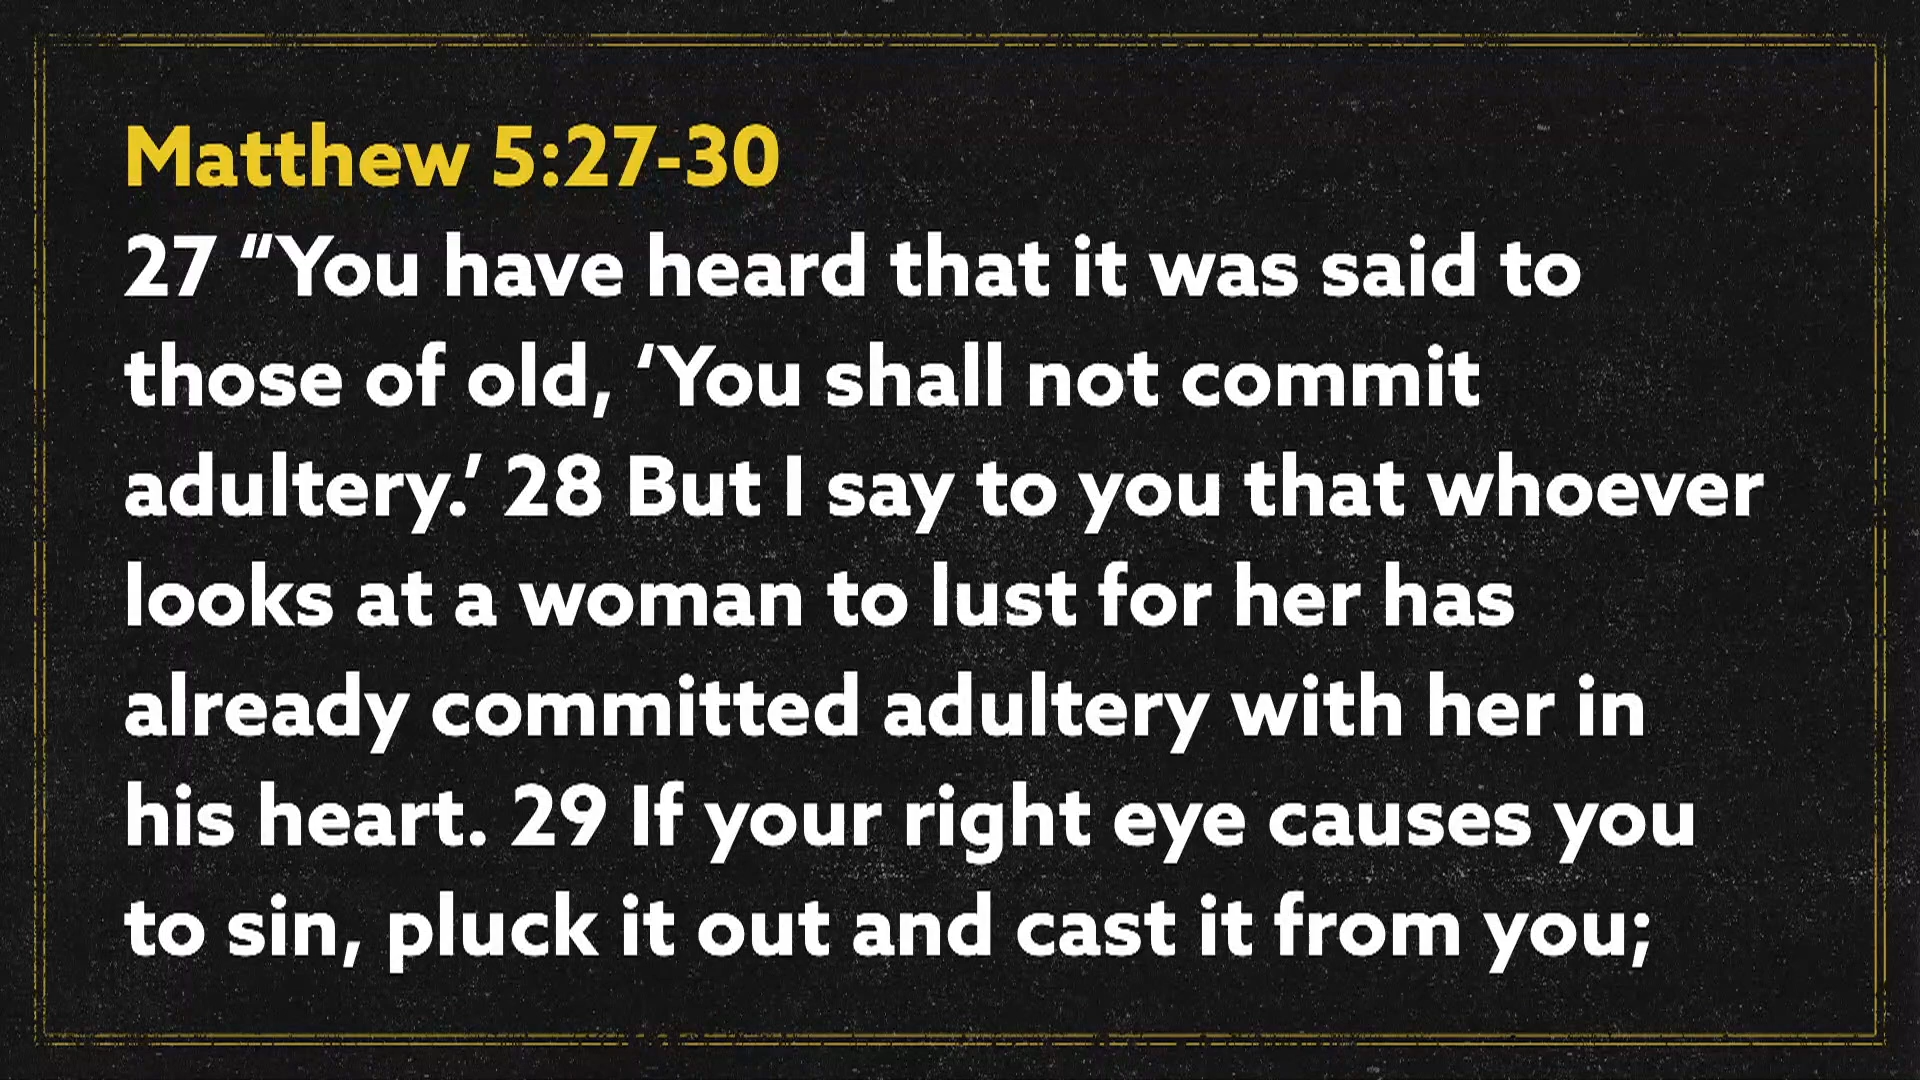 Matthew 5:27-30
27 “You have heard that it was said to
those of old, ‘You shall not commit
adultery.’ 28 But I say to you that whoever
looks at a woman to lust for her has
already committed adultery with her in
his heart. 29 If your right eye causes you
to sin, pluck it out and cast it from you;